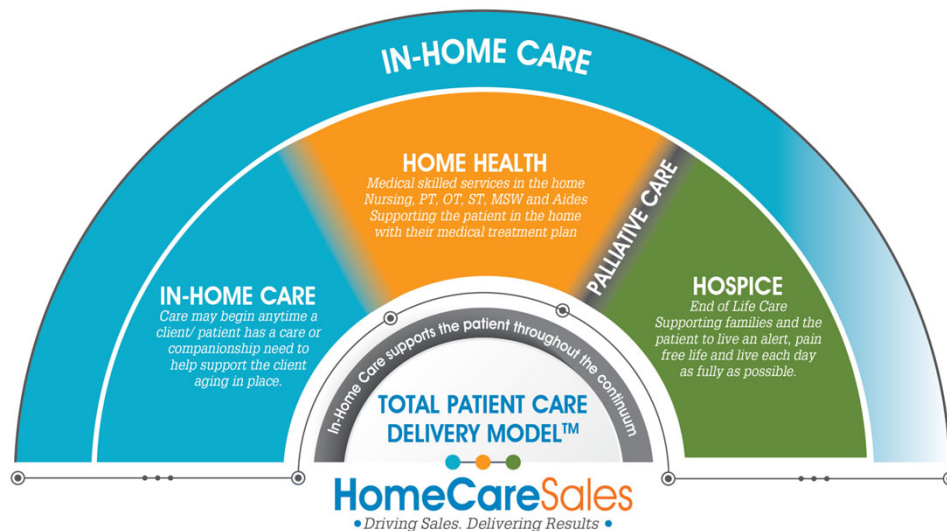 IN-HOME CARE
HOME HEALTH
Medical skilled services in the home
Nursing, PT, OT, ST, MSW and Aides
Supporting the patient in the home
with their medical treatment plan
PALLIATIVE CARE
IN-HOME CARE
Care may begin anytime a
client/ patient has a care or
companionship need to
help support the client
aging in place.
HOSPICE
End of Life Care
Supporting families and the
patient to live an alert, pain
free life and live each day
as fully as possible.
In-Home Care supports the patient throughout the continuum
TOTAL PATIENT CARE
DELIVERY MODEL™
HomeCareSales
• Driving Sales. Delivering Results •